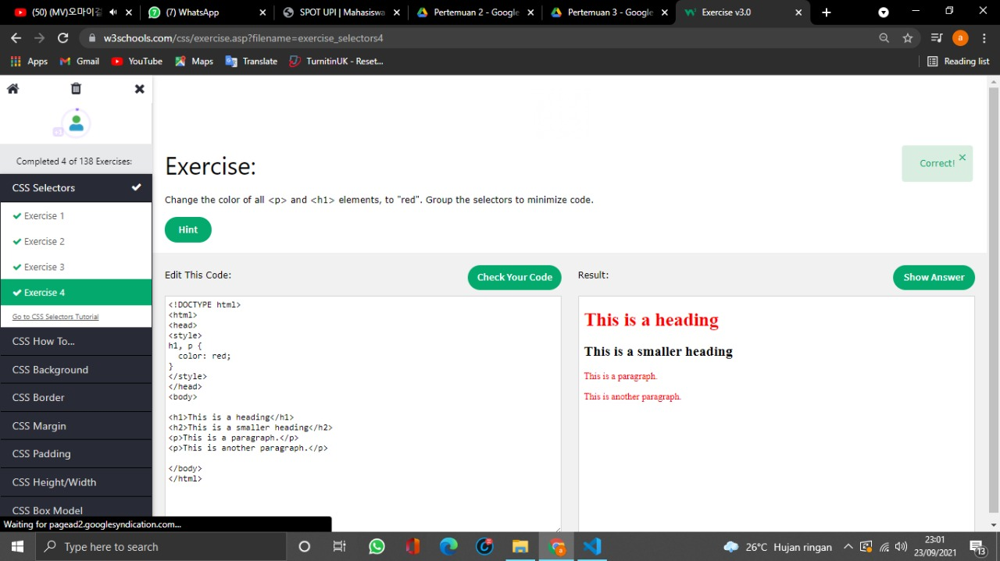 (50) (MV)오마이걸
(7) WhatsApp
SPOT UPI | Mahasiswa
Pertemuan 2 - Google
Pertemuan 3 - Google
Exercise v3.0
w3schools.com/css/exercise.asp?filename=exercise_selectors4
a
Apps
Gmail
YouTube
Maps
Translate
TurnitinUK - Reset...
Reading list
+1
Completed 4 of 138 Exercises:
CSS Selectors
Exercise 1
Exercise 2
Exercise 3
Exercise 4
Go to CSS Selectors Tutorial
CSS How To...
CSS Background
CSS Border
CSS Margin
CSS Padding
CSS Height/Width
CSS Box Model
Exercise:
Correct!
Change the color of all <p> and <h1> elements, to "red". Group the selectors to minimize code.
Hint
Edit This Code:
Check Your Code
<!DOCTYPE html>
<html>
<head>
<style>
h1, p {
  color: red;
}
</style>
</head>
<body>
<h1>This is a heading</h1>
<h2>This is a smaller heading</h2>
<p>This is a paragraph.</p>
<p>This is another paragraph.</p>
</body>
</html>
Result:
Show Answer
This is a heading
This is a smaller heading
This is a paragraph.
This is another paragraph.
Waiting for pagead2.googlesyndication.com...
Type here to search
26°C Hujan ringan
23:01
23/09/2021
13